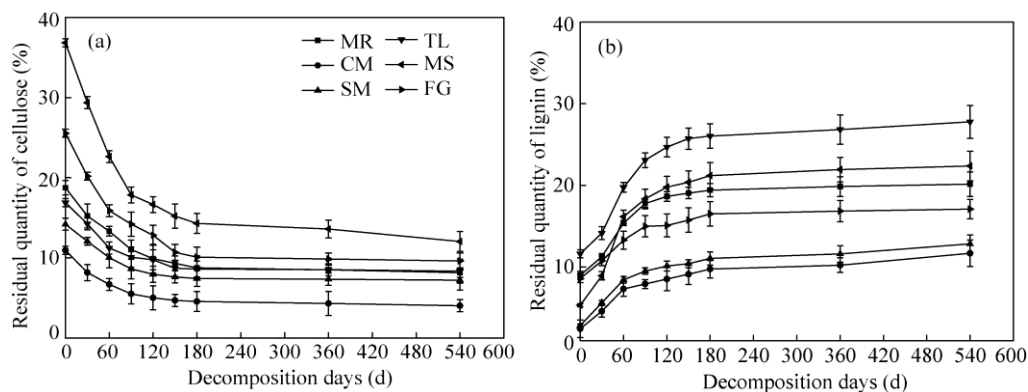 (a)
MR TL
CM MS
SM FG
40
30
20
10
0
Residual quantity of cellulose (%)
0 60 120 180 240 300 360 420 480 540 600
Decomposition days (d)
(b)
40
30
20
10
0
Residual quantity of lignin (%)
0 60 120 180 240 300 360 420 480 540 600
Decomposition days (d)